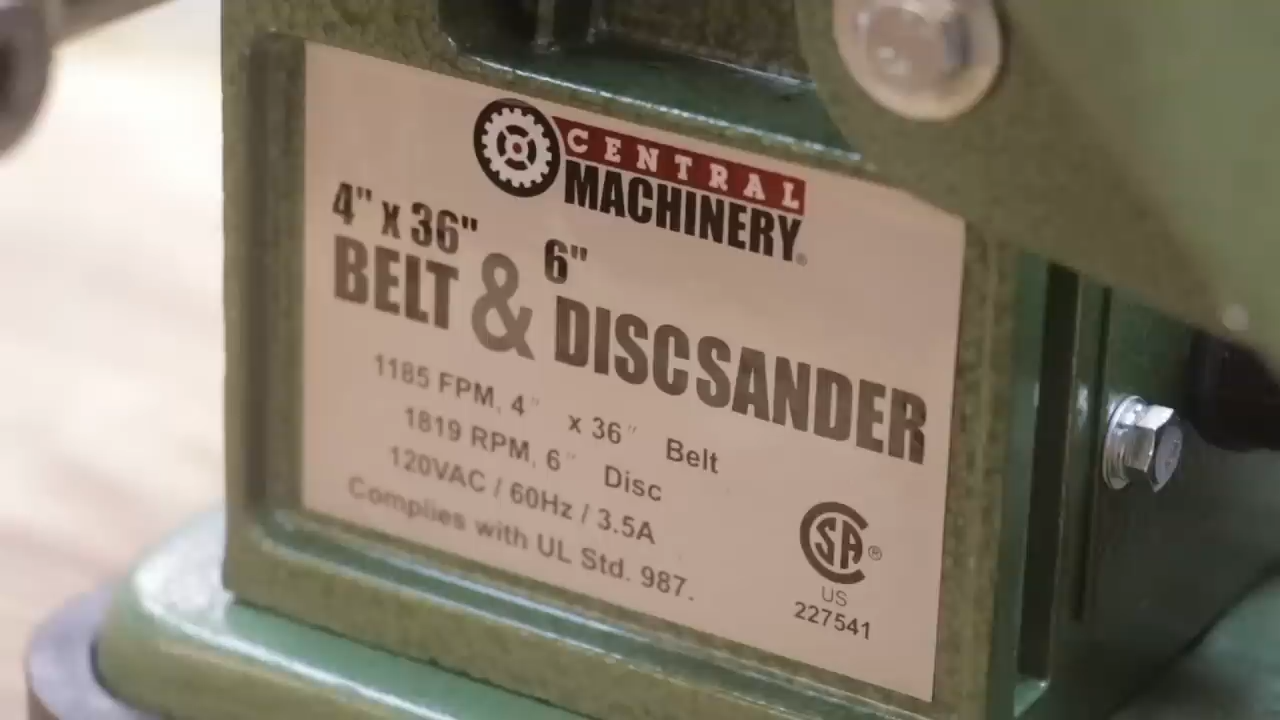 CENTRAL
MACHINERY®
4" x 36" 6"
BELT & DISC SANDER
1185 FPM, 4" x 36" Belt
1819 RPM, 6" Disc
120VAC / 60Hz / 3.5A
Complies with UL Std. 987.
SA®
US
227541